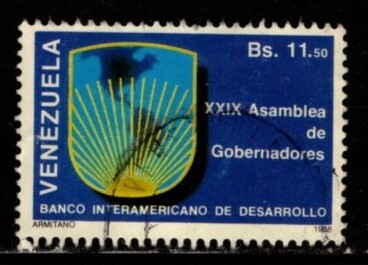 VENEZUELA
Bs. 11.50
XXIX Asamblea
de
Gobernadores
BANCO INTERAMERICANO DE DESARROLLO
ARMITANO
1988